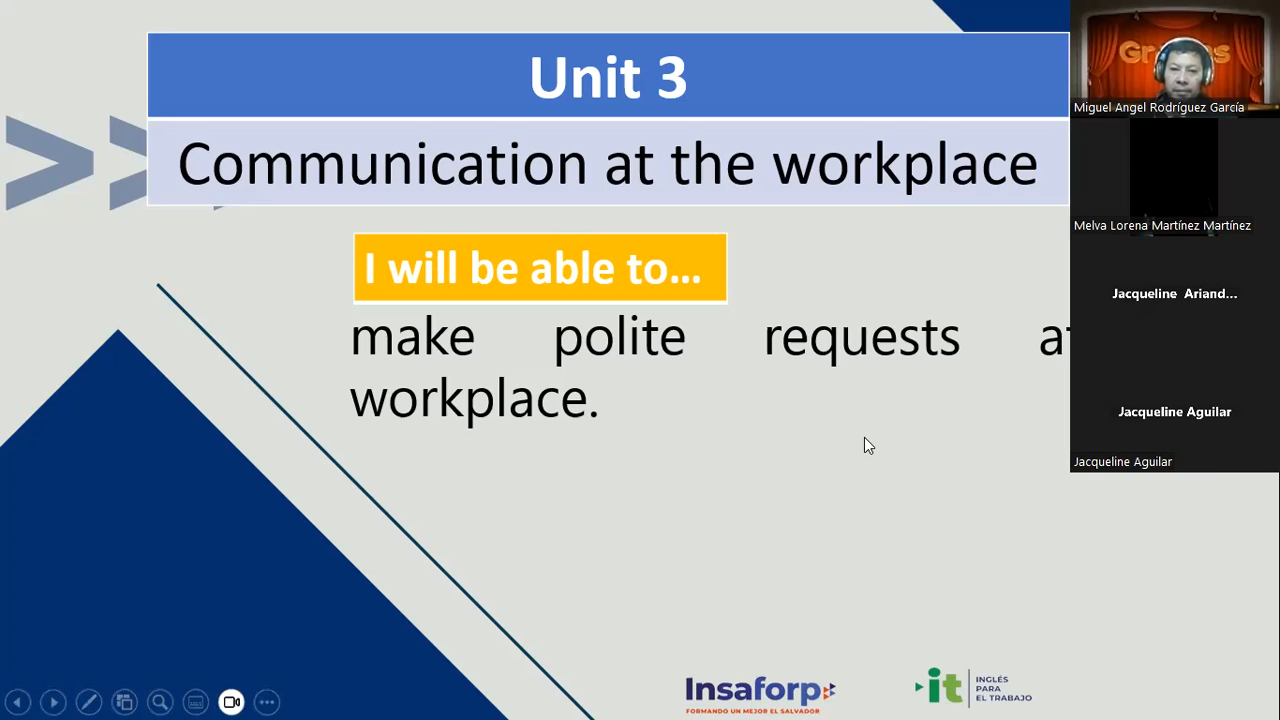 Unit 3
Communication at the workplace
I will be able to...
make polite requests at
workplace.
Insaforp
FORMANDO UN MEJOR EL SALVADOR
it
INGLÉS
PARA
EL TRABAJO
Miguel Angel Rodríguez García
Melva Lorena Martínez Martínez
Jacqueline Ariand...
Jacqueline Aguilar
Jacqueline Aguilar